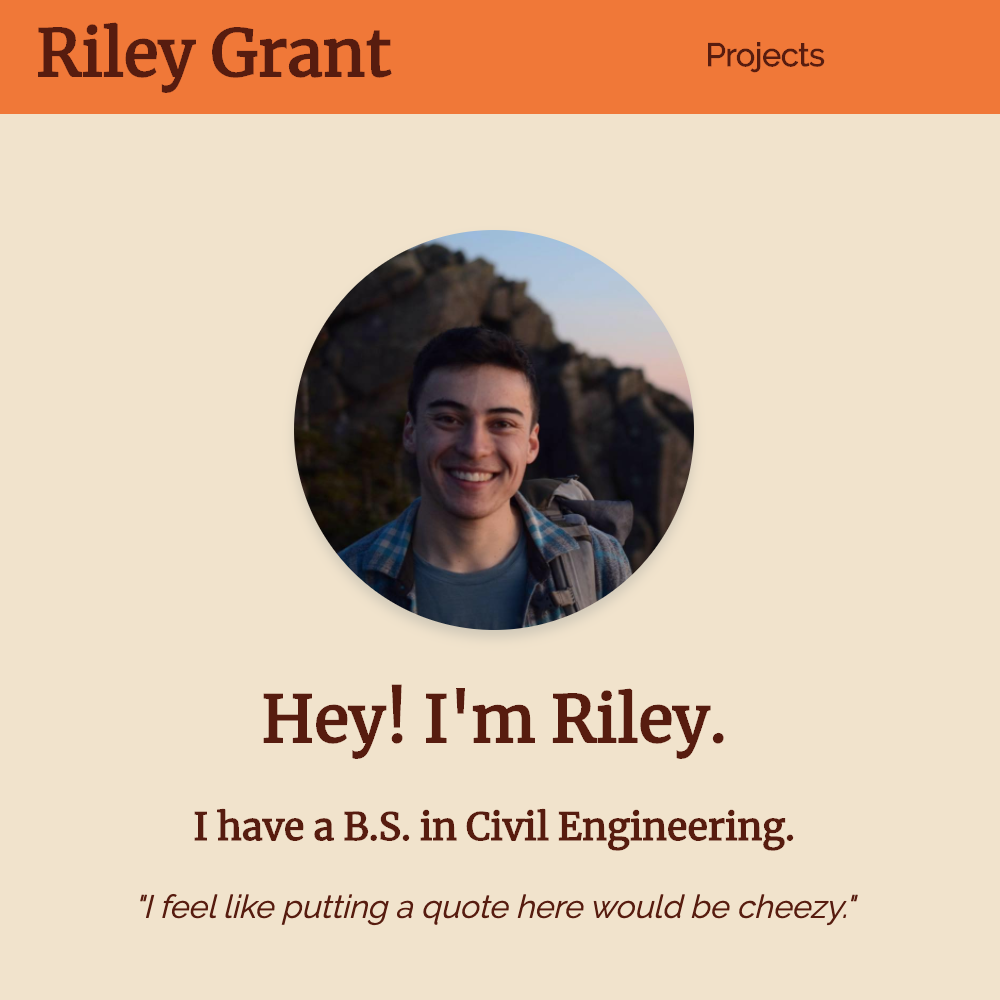 Riley Grant
Projects
Hey! I'm Riley.
I have a B.S. in Civil Engineering.
"I feel like putting a quote here would be cheezy."